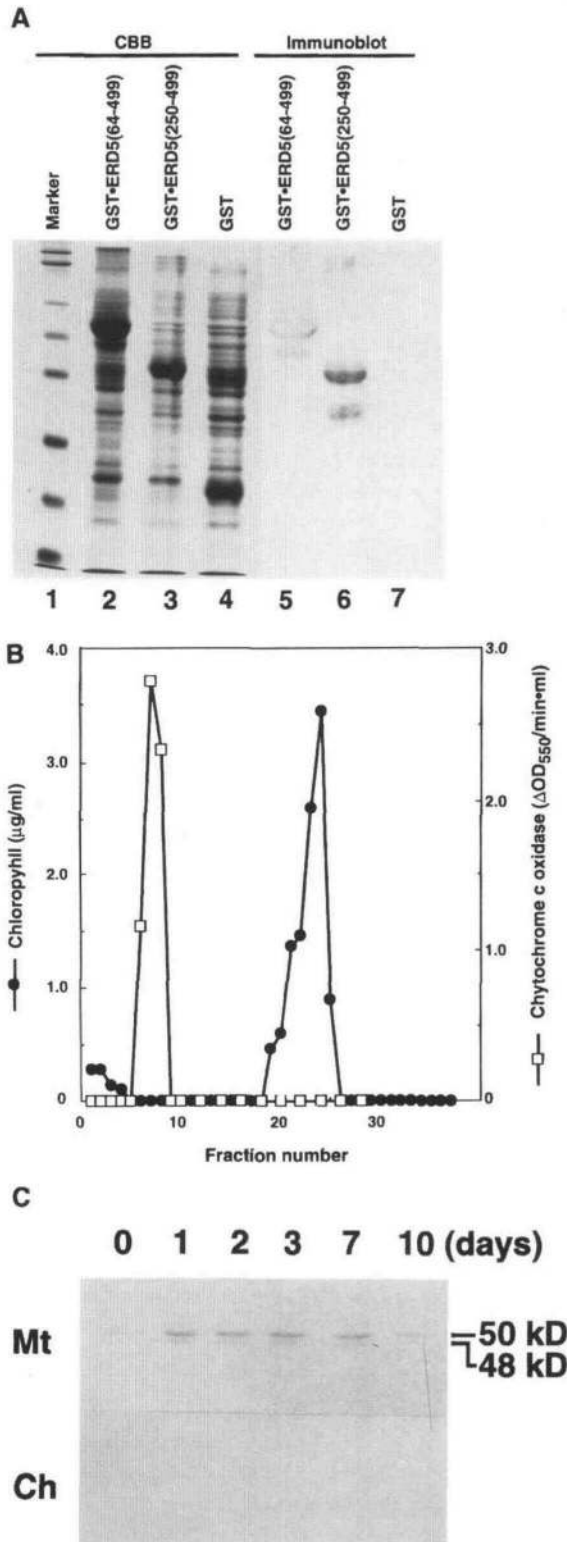 A
CBB Immunoblot
Marker
GST•ERD5(64-499)
GST•ERD5(250-499)
GST
GST•ERD5(64-499)
GST•ERD5(250-499)
GST
1 2 3 4 5 6 7
B
4.0
3.0
2.0
1.0
0
Chloropyhil (µg/ml)
3.0
2.0
1.0
0
Chytochrome c oxidase (ΔOD550/min•ml)
0 10 20 30
Fraction number
C
0 1 2 3 7 10 (days)
Mt
50 kD
48 kD
Ch